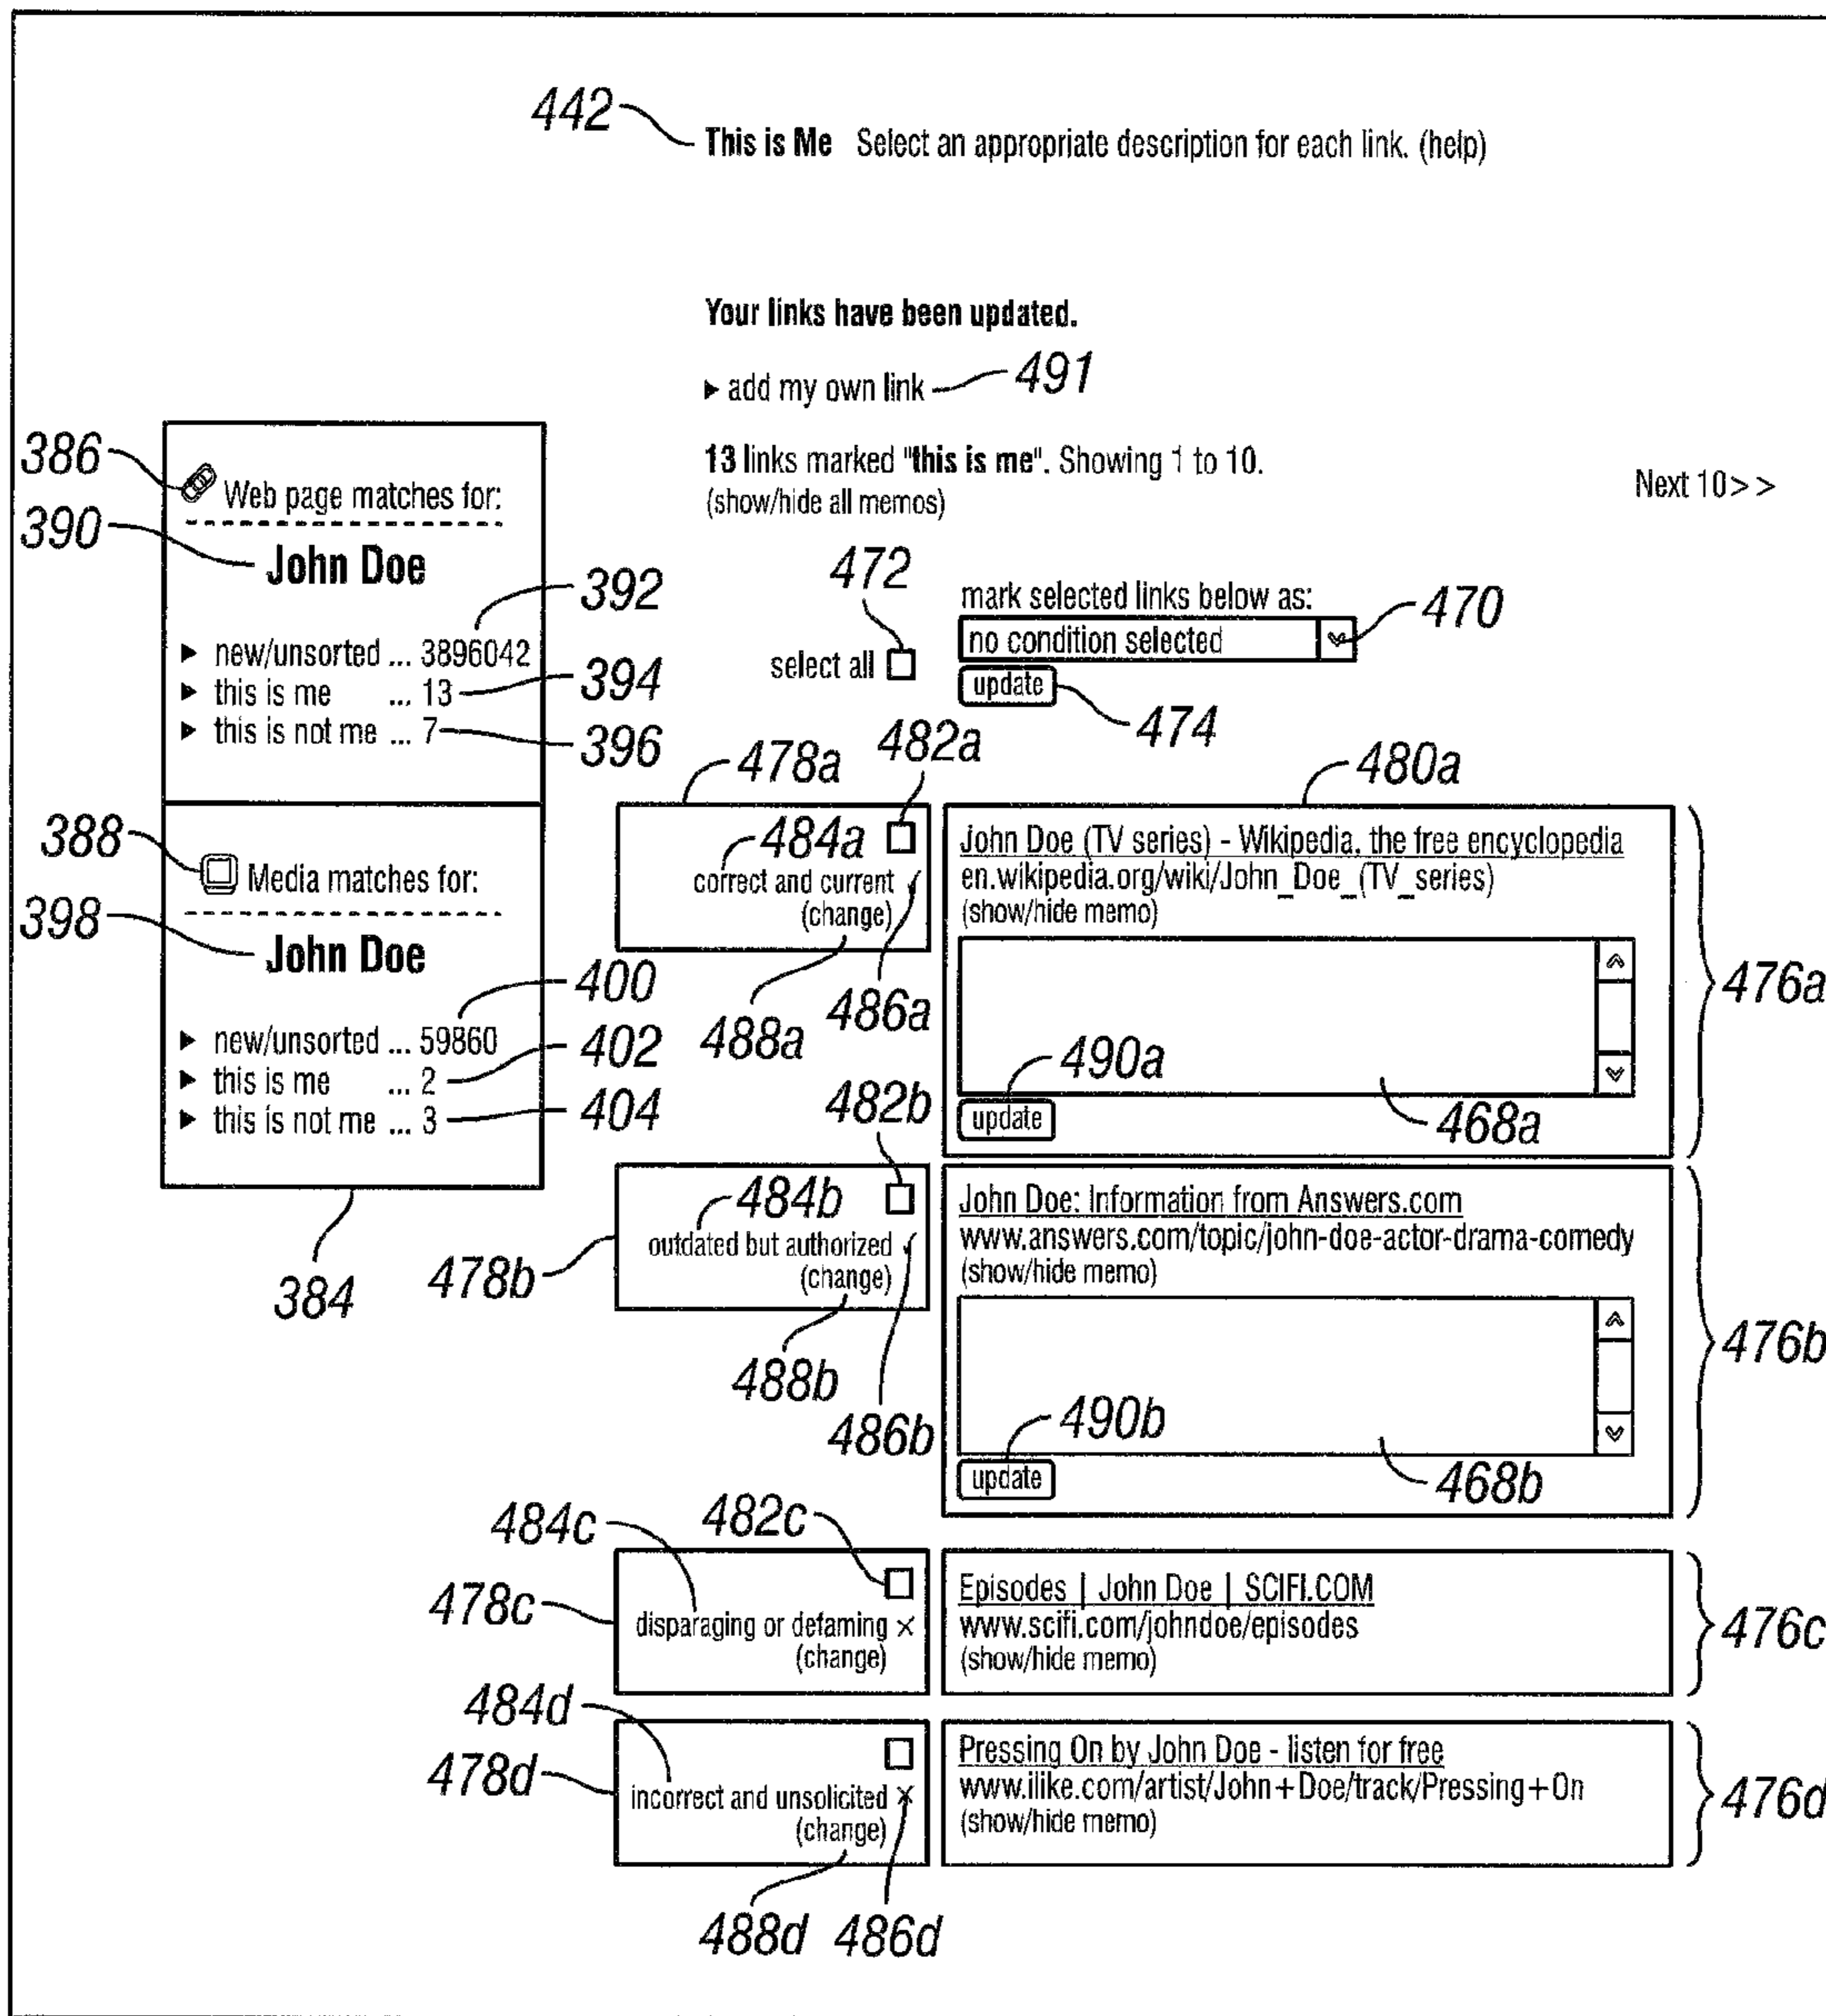 442
This is Me Select an appropriate description for each link. (help)
Your links have been updated.
▸ add my own link 491
13 links marked "this is me". Showing 1 to 10.
(show/hide all memos)
Next 10>>
386
Web page matches for:
390
John Doe
392
▸ new/unsorted ... 3896042
▸ this is me ... 13 394
▸ this is not me ... 7 396
388
Media matches for:
398
John Doe
400
▸ new/unsorted ... 59860
▸ this is me ... 2 402
▸ this is not me ... 3 404
384
472
select all
mark selected links below as:
no condition selected 470
update
474
478a
482a
484a
correct and current ✓
(change)
486a
488a
480a
John Doe (TV series) - Wikipedia. the free encyclopedia
en.wikipedia.org/wiki/John_Doe_(TV_series)
(show/hide memo)
476a
490a
update
468a
482b
484b
outdated but authorized ✓
(change)
478b
488b
486b
John Doe: Information from Answers.com
www.answers.com/topic/john-doe-actor-drama-comedy
(show/hide memo)
476b
490b
update
468b
484c
482c
478c
disparaging or defaming ×
(change)
Episodes | John Doe | SCIFI.COM
www.scifi.com/johndoe/episodes
(show/hide memo)
476c
484d
478d
incorrect and unsolicited ×
(change)
488d 486d
Pressing On by John Doe - listen for free
www.ilike.com/artist/John+Doe/track/Pressing+On
(show/hide memo)
476d